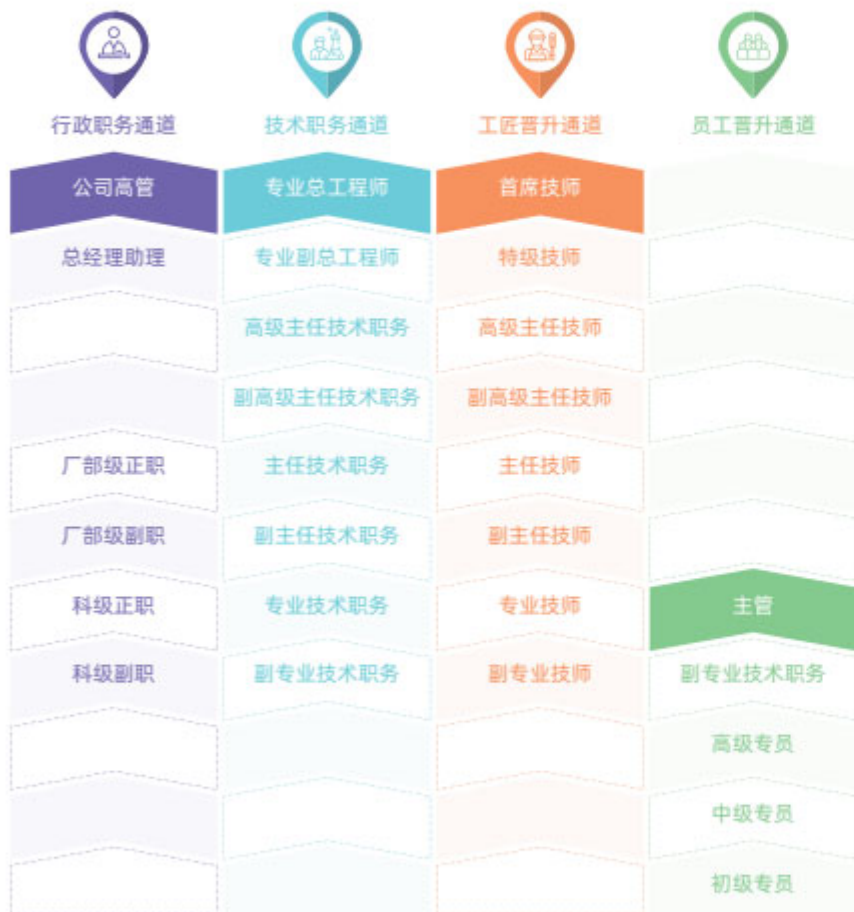 行政职务通道
技术职务通道
工匠晋升通道
员工晋升通道
公司高管
专业总工程师
首席技师
总经理助理
专业副总工程师
特级技师
高级主任技术职务
高级主任技师
副高级主任技术职务
副高级主任技师
厂部级正职
主任技术职务
主任技师
厂部级副职
副主任技术职务
副主任技师
科级正职
专业技术职务
专业技师
主管
科级副职
副专业技术职务
副专业技师
副专业技术职务
高级专员
中级专员
初级专员